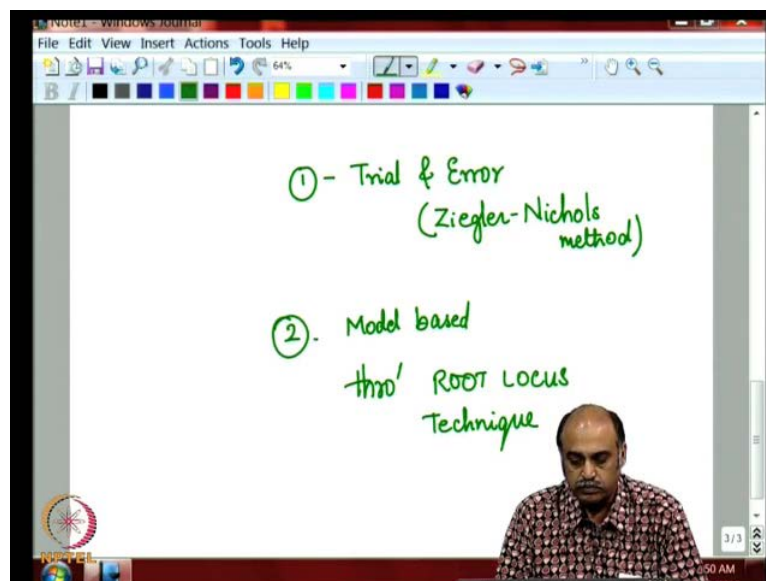 Note1 - Windows Journal
File Edit View Insert Actions Tools Help
64%
B I
① - Trial & Error
(Ziegler-Nichols
method)
②. Model based
thro' ROOT LOCUS
Technique
3/3
NPTEL
50 AM